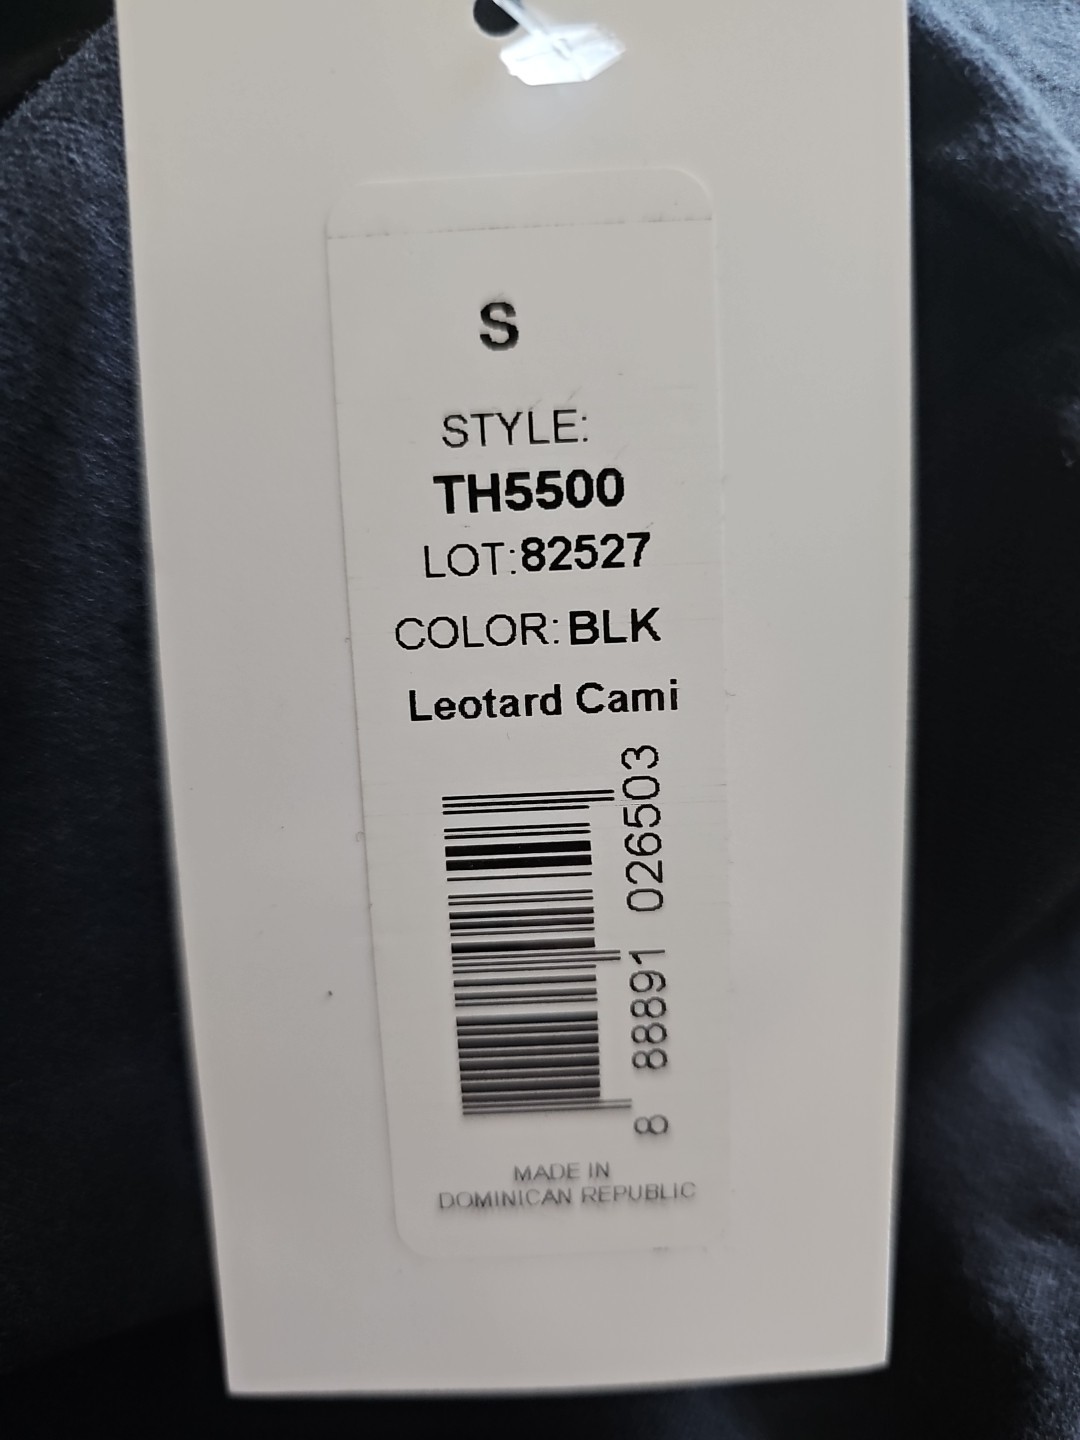 S
STYLE:
TH5500
LOT:82527
COLOR: BLK
Leotard Cami
8 88891 026503
MADE IN
DOMINICAN REPUBLIC